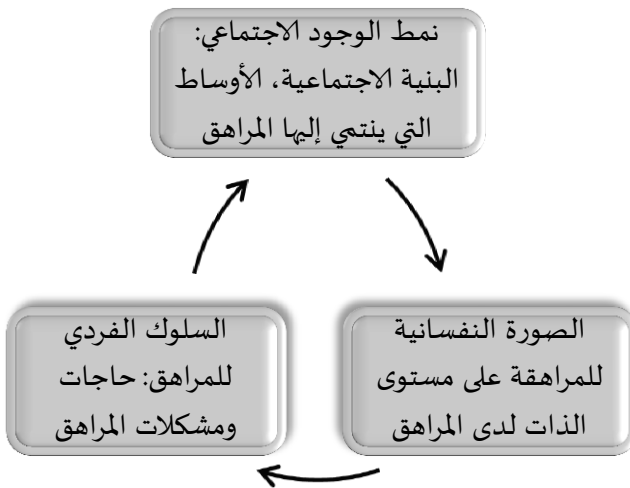 نمط الوجود الاجتماعي:
البنية الاجتماعية، الأوساط
التي ينتمي إليها المراهق
الصورة النفسانية
للمراهقة على مستوى
الذات لدى المراهق
السلوك الفردي
للمراهق: حاجات
ومشكلات المراهق